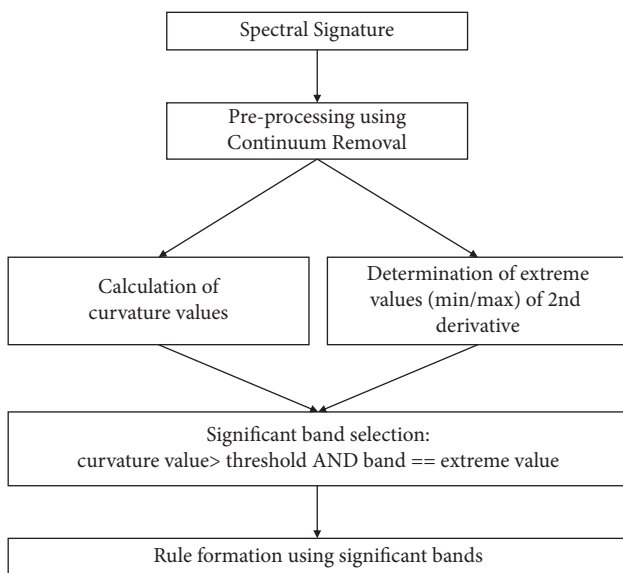 Spectral Signature
Pre-processing using
Continuum Removal
Calculation of
curvature values
Determination of extreme
values (min/max) of 2nd
derivative
Significant band selection:
curvature value> threshold AND band == extreme value
Rule formation using significant bands